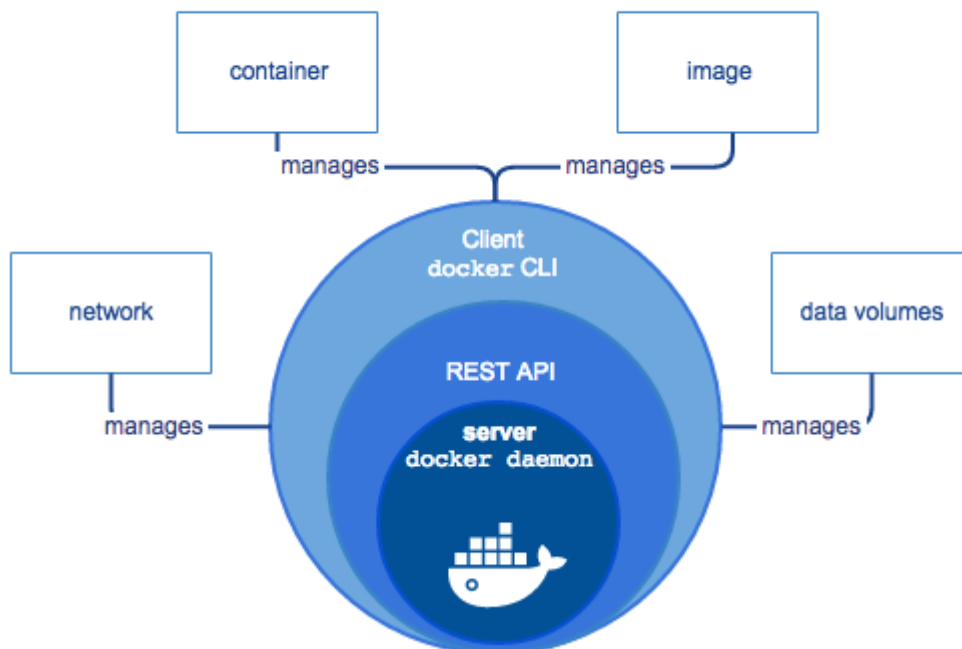 container
image
manages
manages
Client
docker CLI
network
data volumes
REST API
manages
manages
server
docker daemon